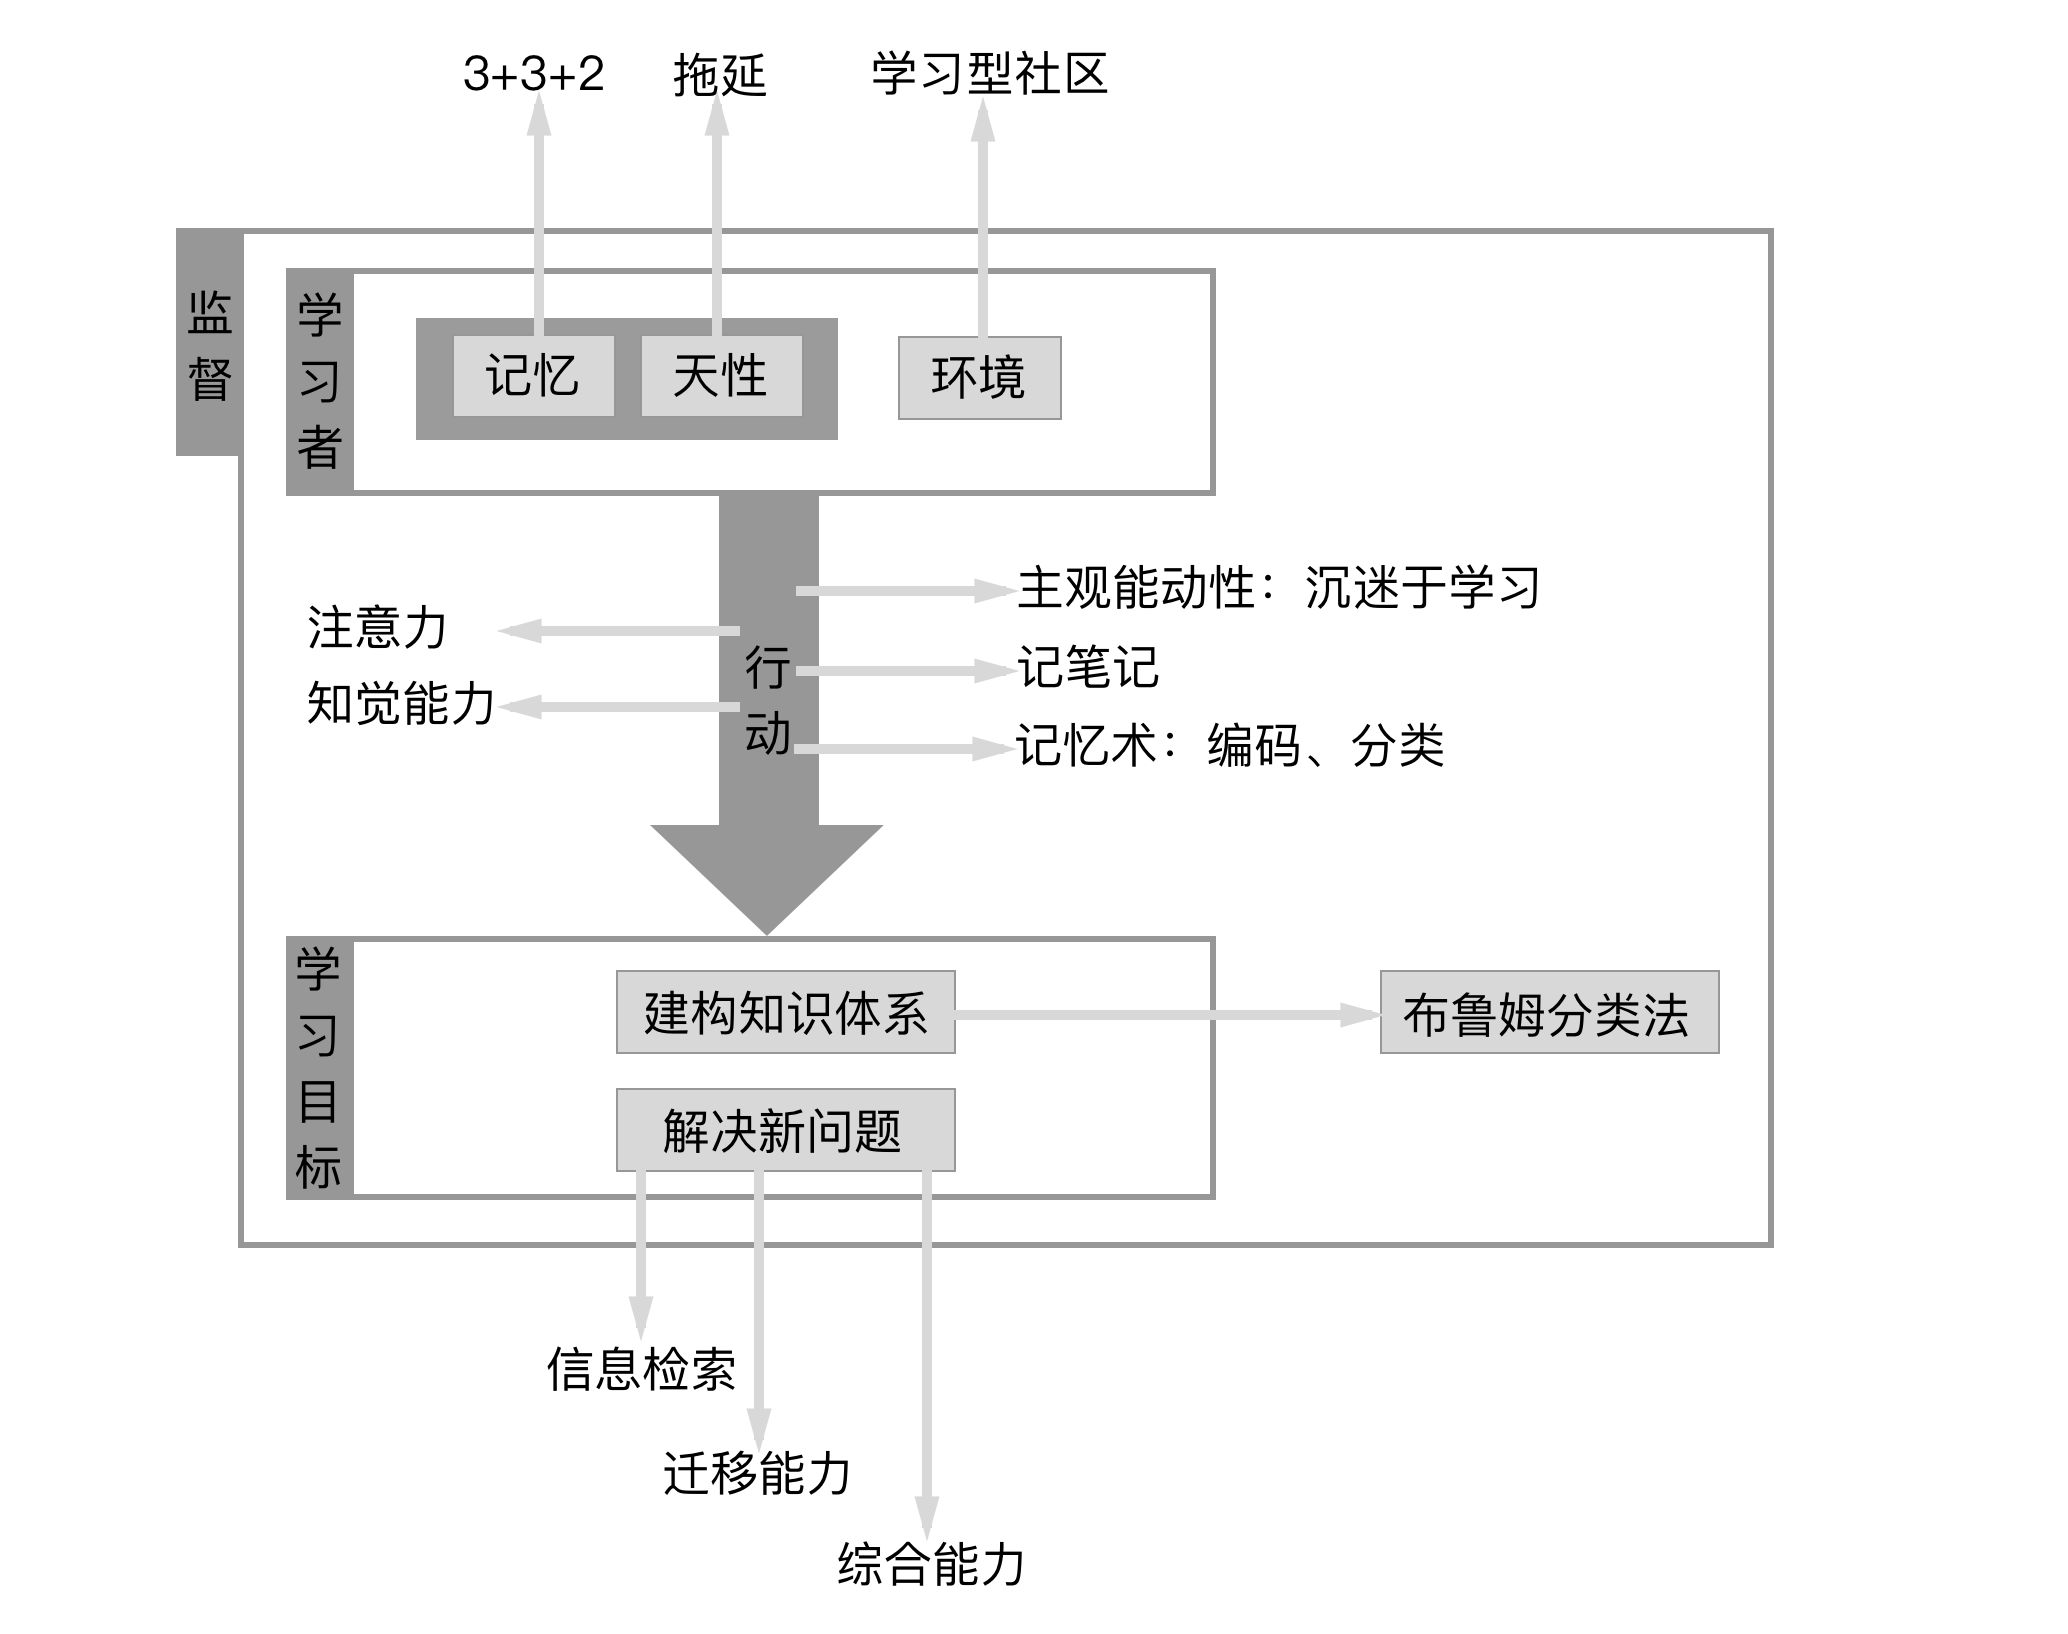 3+3+2
拖延
学习型社区
监督
学习者
记忆
天性
环境
主观能动性：沉迷于学习
注意力
行动
记笔记
知觉能力
记忆术：编码、分类
学习目标
建构知识体系
布鲁姆分类法
解决新问题
信息检索
迁移能力
综合能力